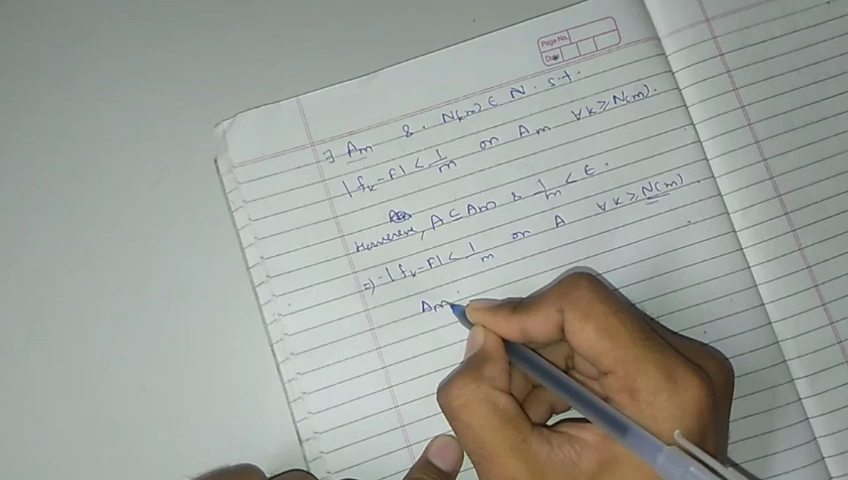 Page No.
Date
∃ Am & N(m) ∈ N s.t.
|fk-f| < 1/m on Am ∀k≥N(m).
However, A⊂Am & 1/m < ε.
=) |fk-f| < 1/m on A ∀k≥N(m)
Am